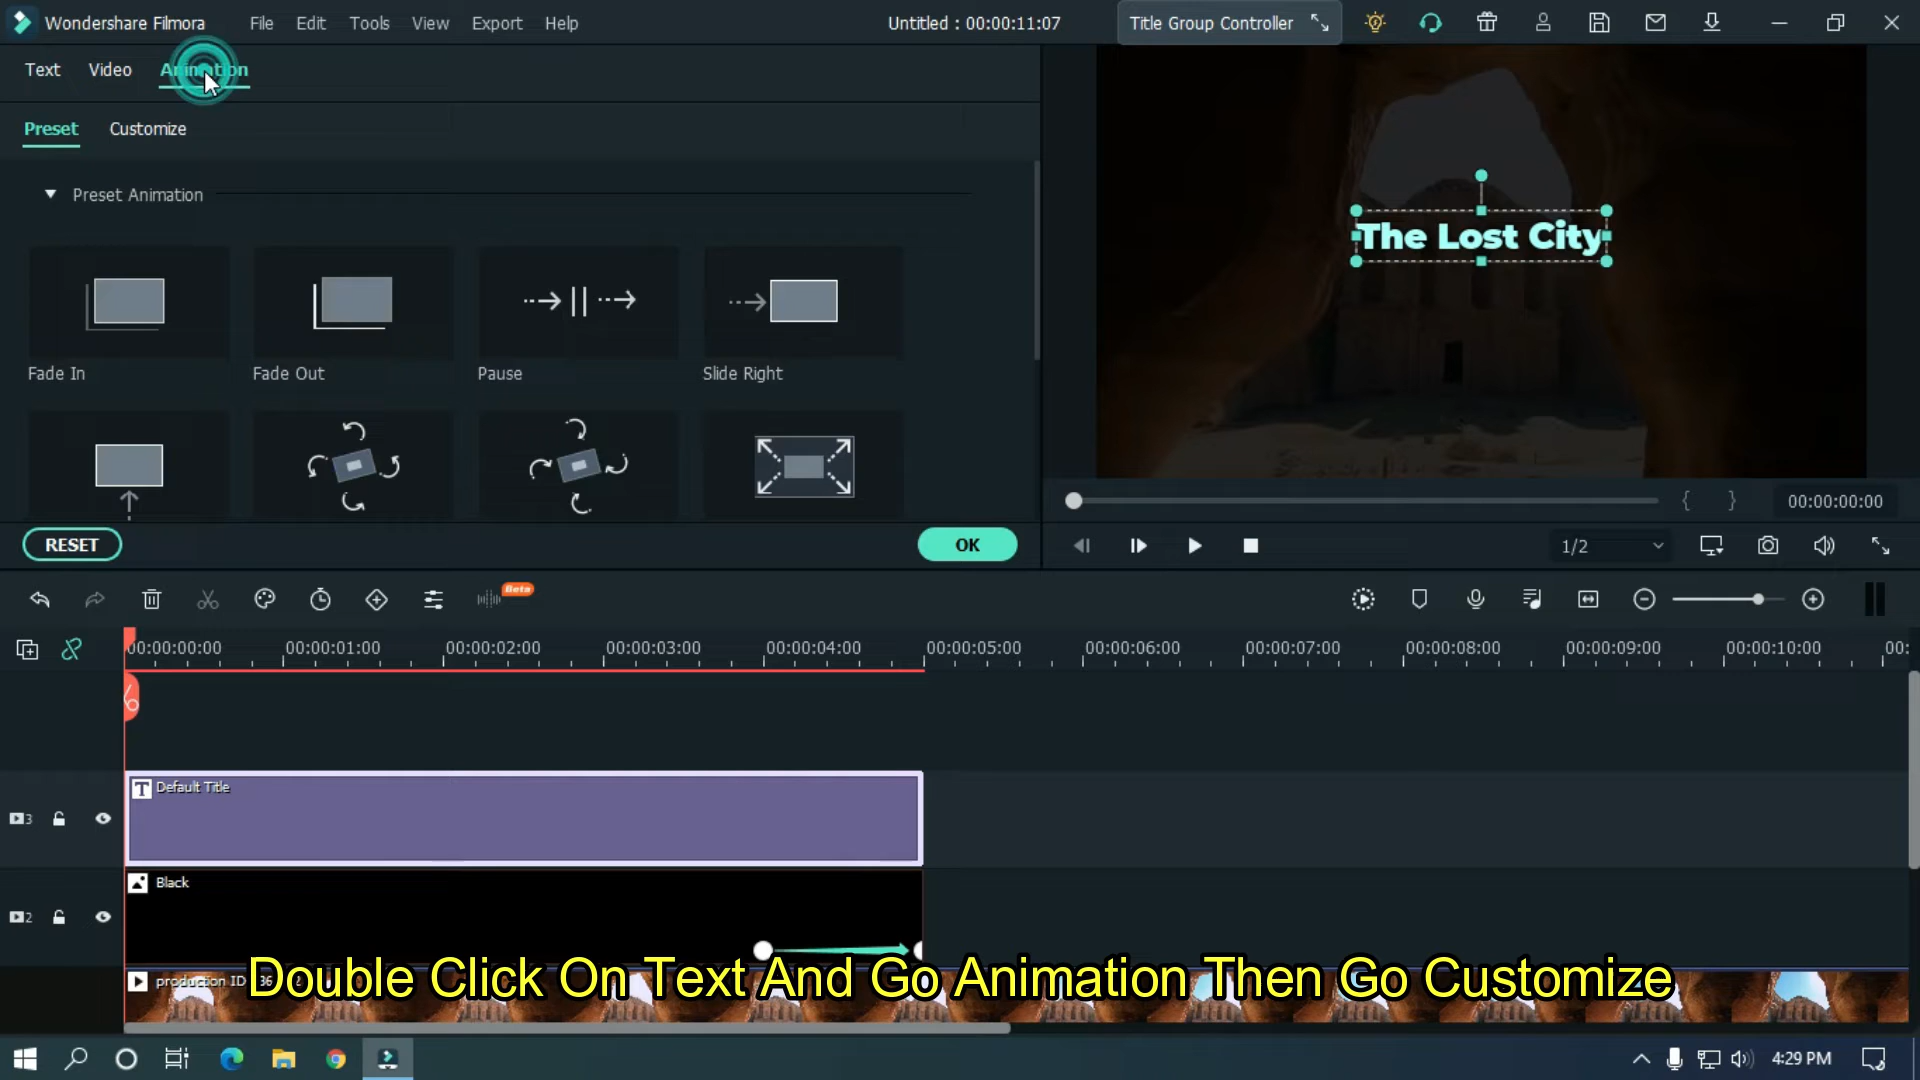 Wondershare Filmora
File
Edit
Tools
View
Export
Help
Untitled : 00:00:11:07
Title Group Controller
Text
Video
Animation
Preset
Customize
Preset Animation
The Lost City
Fade In
Fade Out
Pause
Slide Right
{ }
00:00:00:00
RESET
OK
1/2
Beta
00:00:00:00
00:00:01:00
00:00:02:00
00:00:03:00
00:00:04:00
00:00:05:00
00:00:06:00
00:00:07:00
00:00:08:00
00:00:09:00
00:00:10:00
00:
T Default Title
3
Black
2
production ID
Double Click On Text And Go Animation Then Go Customize
4:29 PM